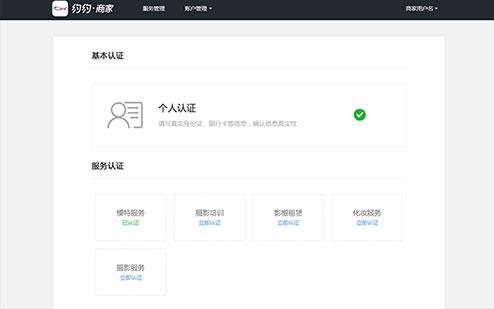 约约·商家 服务管理 账户管理 商家用户名
基本认证
个人认证
填写真实身份证、银行卡等信息，确认信息真实性
服务认证
模特服务 摄影培训 影棚租赁 化妆服务
已认证 立即认证 立即认证 立即认证
摄影服务
立即认证